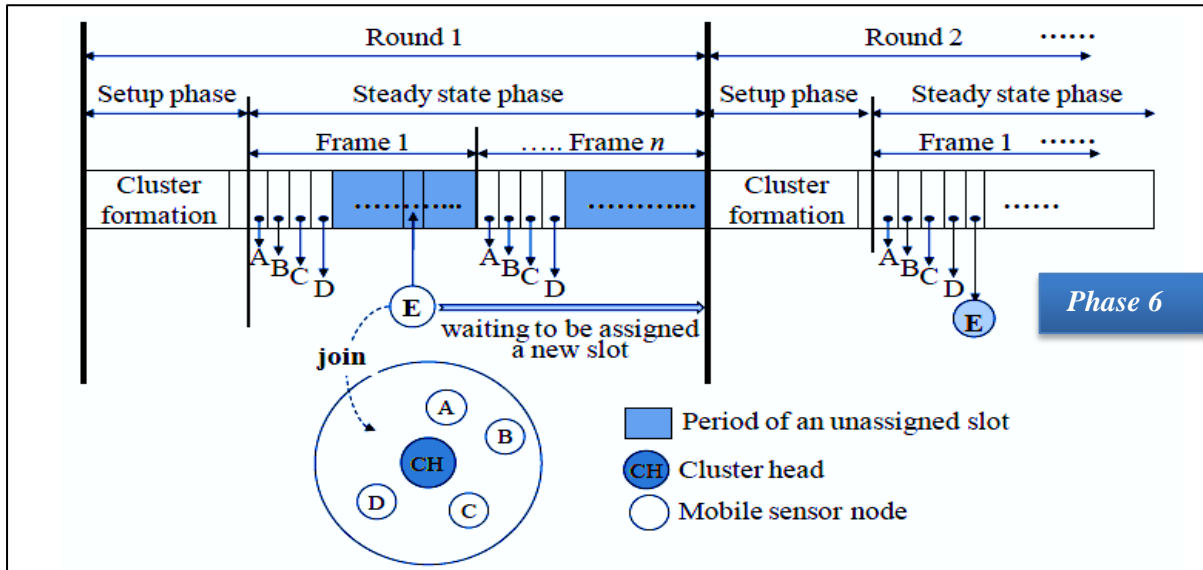 Round 1
Round 2
......
Setup phase
Steady state phase
Setup phase
Steady state phase
Frame 1
..... Frame n
Frame 1
......
Cluster formation
............
............
Cluster formation
......
A
B
C
D
A
B
C
D
A
B
C
D
E
waiting to be assigned
a new slot
E
Phase 6
join
A
B
CH
D
C
Period of an unassigned slot
CH
Cluster head
Mobile sensor node